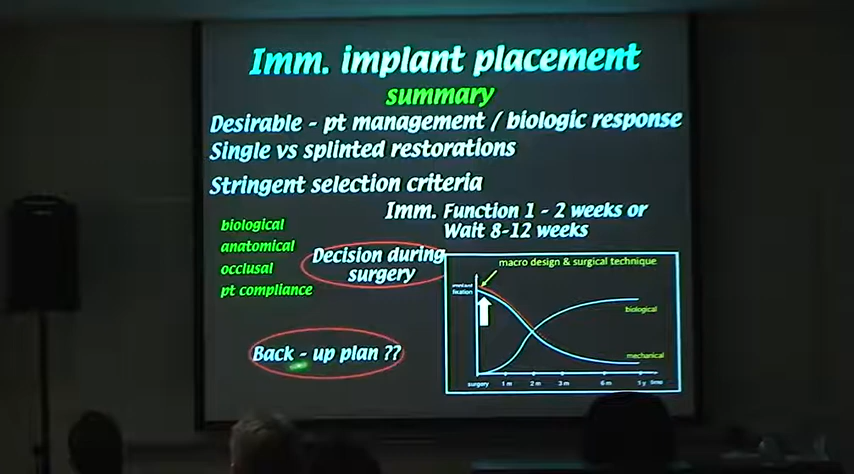 Imm. implant placement
summary
Desirable - pt management / biologic response
Single vs splinted restorations
Stringent selection criteria
Imm. Function 1 - 2 weeks or
Wait 8-12 weeks
biological
anatomical
occlusal
pt compliance
Decision during
surgery
Back - up plan ??
macro design & surgical technique
implant
fixation
biological
mechanical
surgery 1 m 2 m 3 m 6 m 1 y time